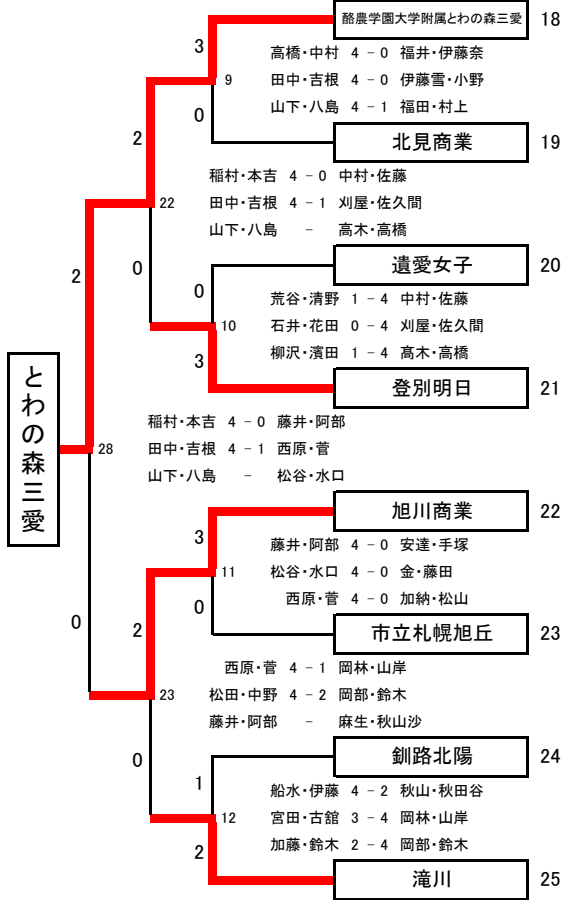 酪農学園大学附属とわの森三愛 18
3
高橋・中村 4 － 0 福井・伊藤奈
9 田中・吉根 4 － 0 伊藤雪・小野
山下・八島 4 － 1 福田・村上
0
2
北見商業 19
稲村・本吉 4 － 0 中村・佐藤
22 田中・吉根 4 － 1 刈屋・佐久間
山下・八島 － 高木・高橋
0
2
遺愛女子 20
0
荒谷・清野 1 － 4 中村・佐藤
10 石井・花田 0 － 4 刈屋・佐久間
柳沢・濱田 1 － 4 髙木・高橋
3
登別明日 21
とわの森三愛
稲村・本吉 4 － 0 藤井・阿部
28 田中・吉根 4 － 1 西原・菅
山下・八島 － 松谷・水口
旭川商業 22
3
藤井・阿部 4 － 0 安達・手塚
11 松谷・水口 4 － 0 金・藤田
西原・菅 4 － 0 加納・松山
0
0
2
市立札幌旭丘 23
西原・菅 4 － 1 岡林・山岸
23 松田・中野 4 － 2 岡部・鈴木
藤井・阿部 － 麻生・秋山沙
0
釧路北陽 24
1
船水・伊藤 4 － 2 秋山・秋田谷
12 宮田・古舘 3 － 4 岡林・山岸
加藤・鈴木 2 － 4 岡部・鈴木
2
滝川 25